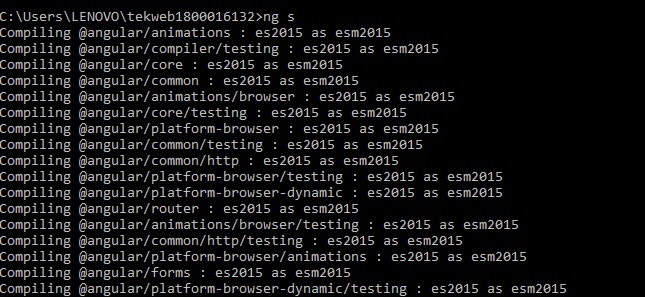 C:\Users\LENOVO\tekweb1800016132>ng s
Compiling @angular/animations : es2015 as esm2015
Compiling @angular/compiler/testing : es2015 as esm2015
Compiling @angular/core : es2015 as esm2015
Compiling @angular/common : es2015 as esm2015
Compiling @angular/animations/browser : es2015 as esm2015
Compiling @angular/core/testing : es2015 as esm2015
Compiling @angular/platform-browser : es2015 as esm2015
Compiling @angular/common/testing : es2015 as esm2015
Compiling @angular/common/http : es2015 as esm2015
Compiling @angular/platform-browser/testing : es2015 as esm2015
Compiling @angular/platform-browser-dynamic : es2015 as esm2015
Compiling @angular/router : es2015 as esm2015
Compiling @angular/animations/browser/testing : es2015 as esm2015
Compiling @angular/common/http/testing : es2015 as esm2015
Compiling @angular/platform-browser/animations : es2015 as esm2015
Compiling @angular/forms : es2015 as esm2015
Compiling @angular/platform-browser-dynamic/testing : es2015 as esm2015